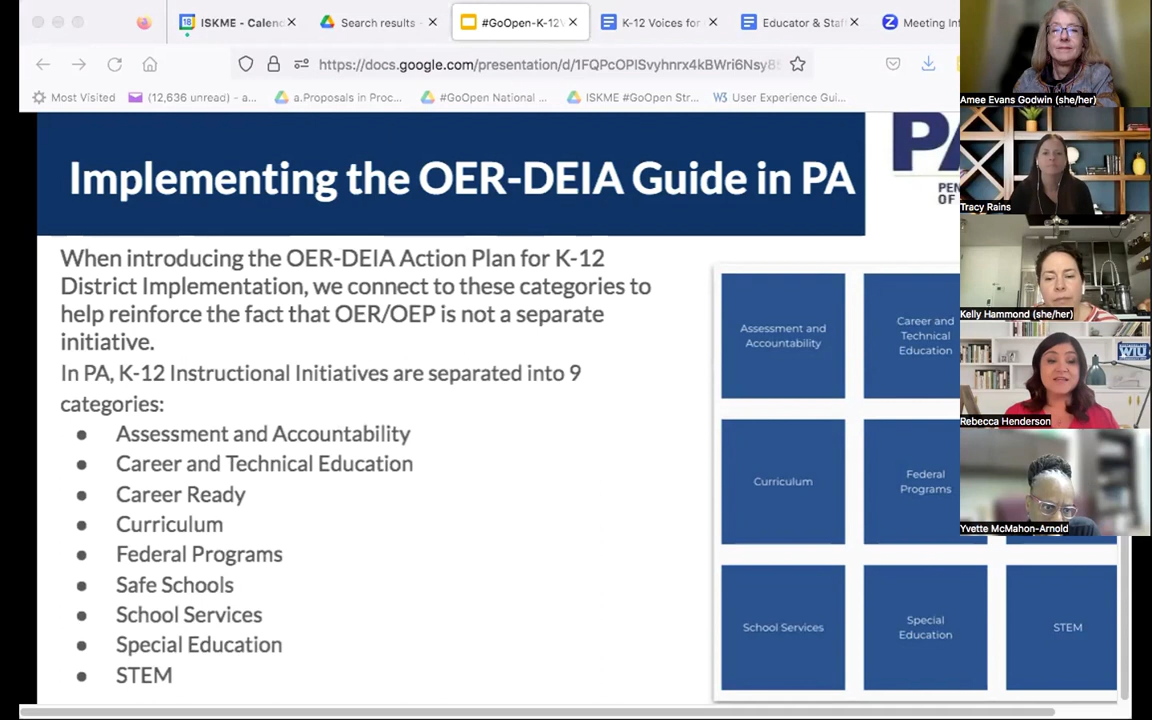 ISKME - Calen
Search results -
#GoOpen-K-12
K-12 Voices for
Educator & Staf
Meeting In
https://docs.google.com/presentation/d/1FQPcOPlSvyhnrx4kBWri6Nsy8
Most Visited
(12,636 unread) - a...
a.Proposals in Proc...
#GoOpen National ...
ISKME #GoOpen Str...
User Experience Gui...
Implementing the OER-DEIA Guide in PA
PA
PEN
OF
When introducing the OER-DEIA Action Plan for K-12
District Implementation, we connect to these categories to
help reinforce the fact that OER/OEP is not a separate
initiative.
In PA, K-12 Instructional Initiatives are separated into 9
categories:
● Assessment and Accountability
● Career and Technical Education
● Career Ready
● Curriculum
● Federal Programs
● Safe Schools
● School Services
● Special Education
● STEM
Assessment and
Accountability
Career and
Technical
Education
Curriculum
Federal
Programs
School Services
Special
Education
STEM
Amee Evans Godwin (she/her)
Tracy Rains
Kelly Hammond (she/her)
WIU
Rebecca Henderson
Yvette McMahon-Arnold